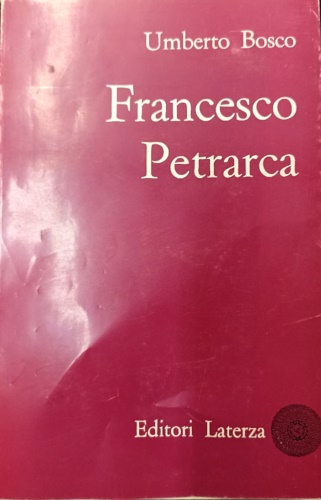 Umberto Bosco
Francesco
Petrarca
Editori Laterza